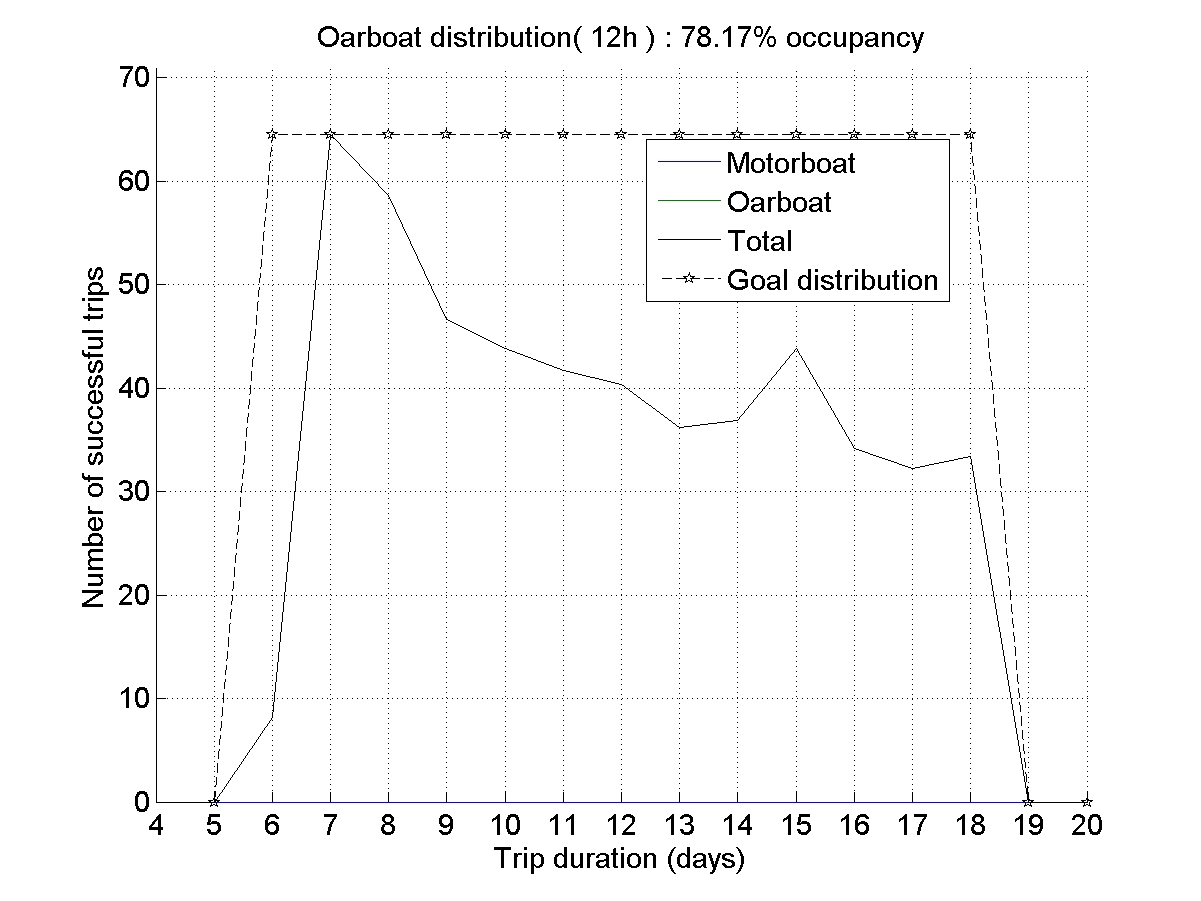 Oarboat distribution( 12h ) : 78.17% occupancy
70
60
50
40
30
20
10
0
Number of successful trips
Motorboat
Oarboat
Total
Goal distribution
4 5 6 7 8 9 10 11 12 13 14 15 16 17 18 19 20
Trip duration (days)